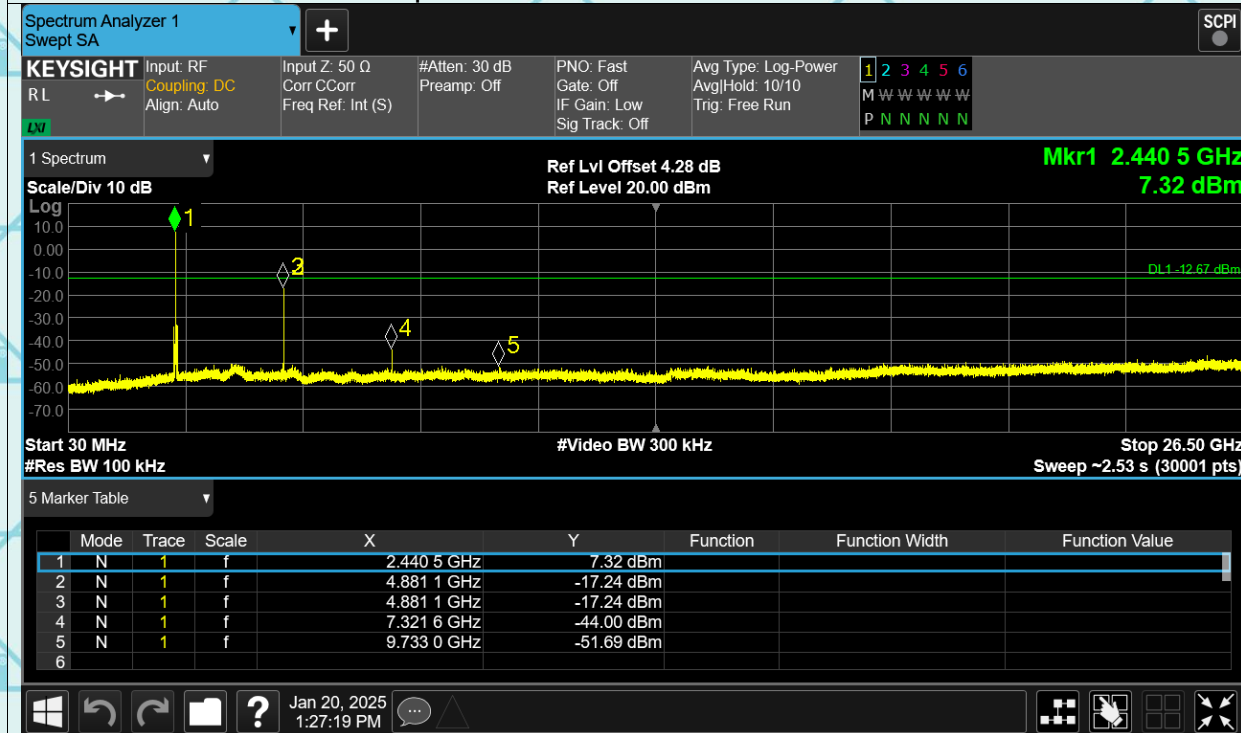 Spectrum Analyzer 1
Swept SA
+
SCPI
KEYSIGHT
RL
LXI
Input: RF
Coupling: DC
Align: Auto
Input Z: 50 Ω
Corr CCorr
Freq Ref: Int (S)
#Atten: 30 dB
Preamp: Off
PNO: Fast
Gate: Off
IF Gain: Low
Sig Track: Off
Avg Type: Log-Power
Avg|Hold: 10/10
Trig: Free Run
1 2 3 4 5 6
M W W W W W
P N N N N N
1 Spectrum
Scale/Div 10 dB
Ref Lvl Offset 4.28 dB
Ref Level 20.00 dBm
Mkr1 2.440 5 GHz
7.32 dBm
Log
10.0
0.00
-10.0
-20.0
-30.0
-40.0
-50.0
-60.0
-70.0
1
4
5
DL1 -12.67 dBm
Start 30 MHz
#Res BW 100 kHz
#Video BW 300 kHz
Stop 26.50 GHz
Sweep ~2.53 s (30001 pts)
5 Marker Table
Mode Trace Scale X Y Function Function Width Function Value
1 N 1 f 2.440 5 GHz 7.32 dBm
2 N 1 f 4.881 1 GHz -17.24 dBm
3 N 1 f 4.881 1 GHz -17.24 dBm
4 N 1 f 7.321 6 GHz -44.00 dBm
5 N 1 f 9.733 0 GHz -51.69 dBm
6
?
Jan 20, 2025
1:27:19 PM